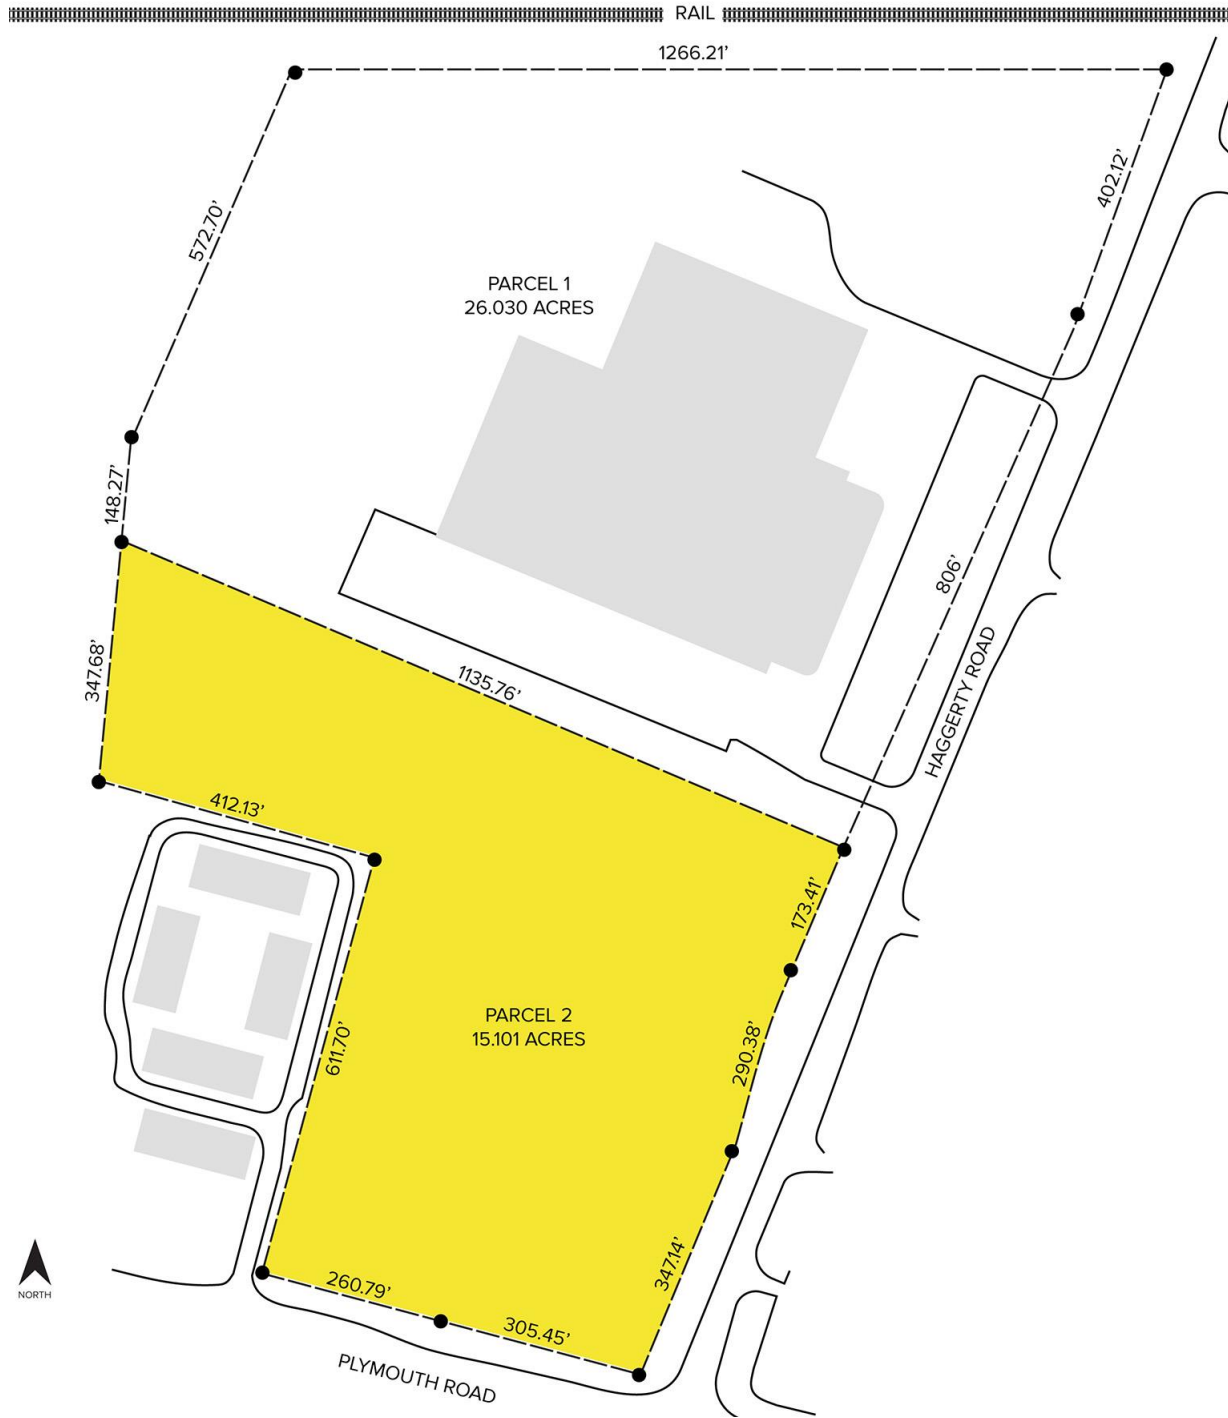 RAIL
1266.21’
402.12’
572.70’
PARCEL 1
26.030 ACRES
148.27’
806’
347.68’
1135.76’
HAGGERTY ROAD
412.13’
173.41’
PARCEL 2
15.101 ACRES
611.70’
290.38’
347.14’
260.79’
305.45’
NORTH
PLYMOUTH ROAD